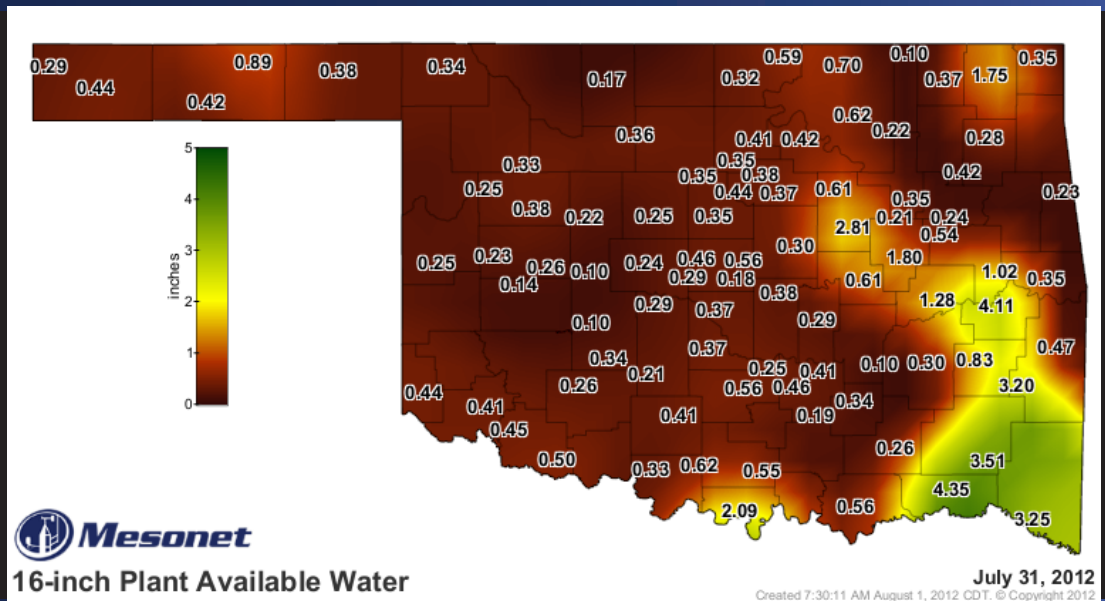 0.29 0.89 0.38 0.34 0.59 0.70 0.10 0.35
0.44 0.42 0.17 0.32 0.37 1.75
0.36 0.62 0.22 0.28
0.41 0.42
0.33 0.35 0.42
0.25 0.35 0.38 0.61 0.23
0.44 0.37 0.35
0.38 0.22 0.25 0.35 0.21 0.24
2.81 0.54
0.30
0.25 0.23 0.26 0.10 0.24 0.46 0.56 1.80 1.02
0.14 0.29 0.18 0.61 0.35
0.38 1.28 4.11
0.29 0.37 0.29
0.10
0.34 0.37 0.47
0.21 0.25 0.41 0.10 0.30 0.83
0.44 0.26 0.56 0.46 3.20
0.41 0.41 0.19 0.34
0.45 0.26
0.50 0.33 0.62 0.55 3.51
4.35
2.09 0.56 3.25
5
4
3
2
1
0
inches
Mesonet
16-inch Plant Available Water
July 31, 2012
Created 7:30:11 AM August 1, 2012 CDT. © Copyright 2012